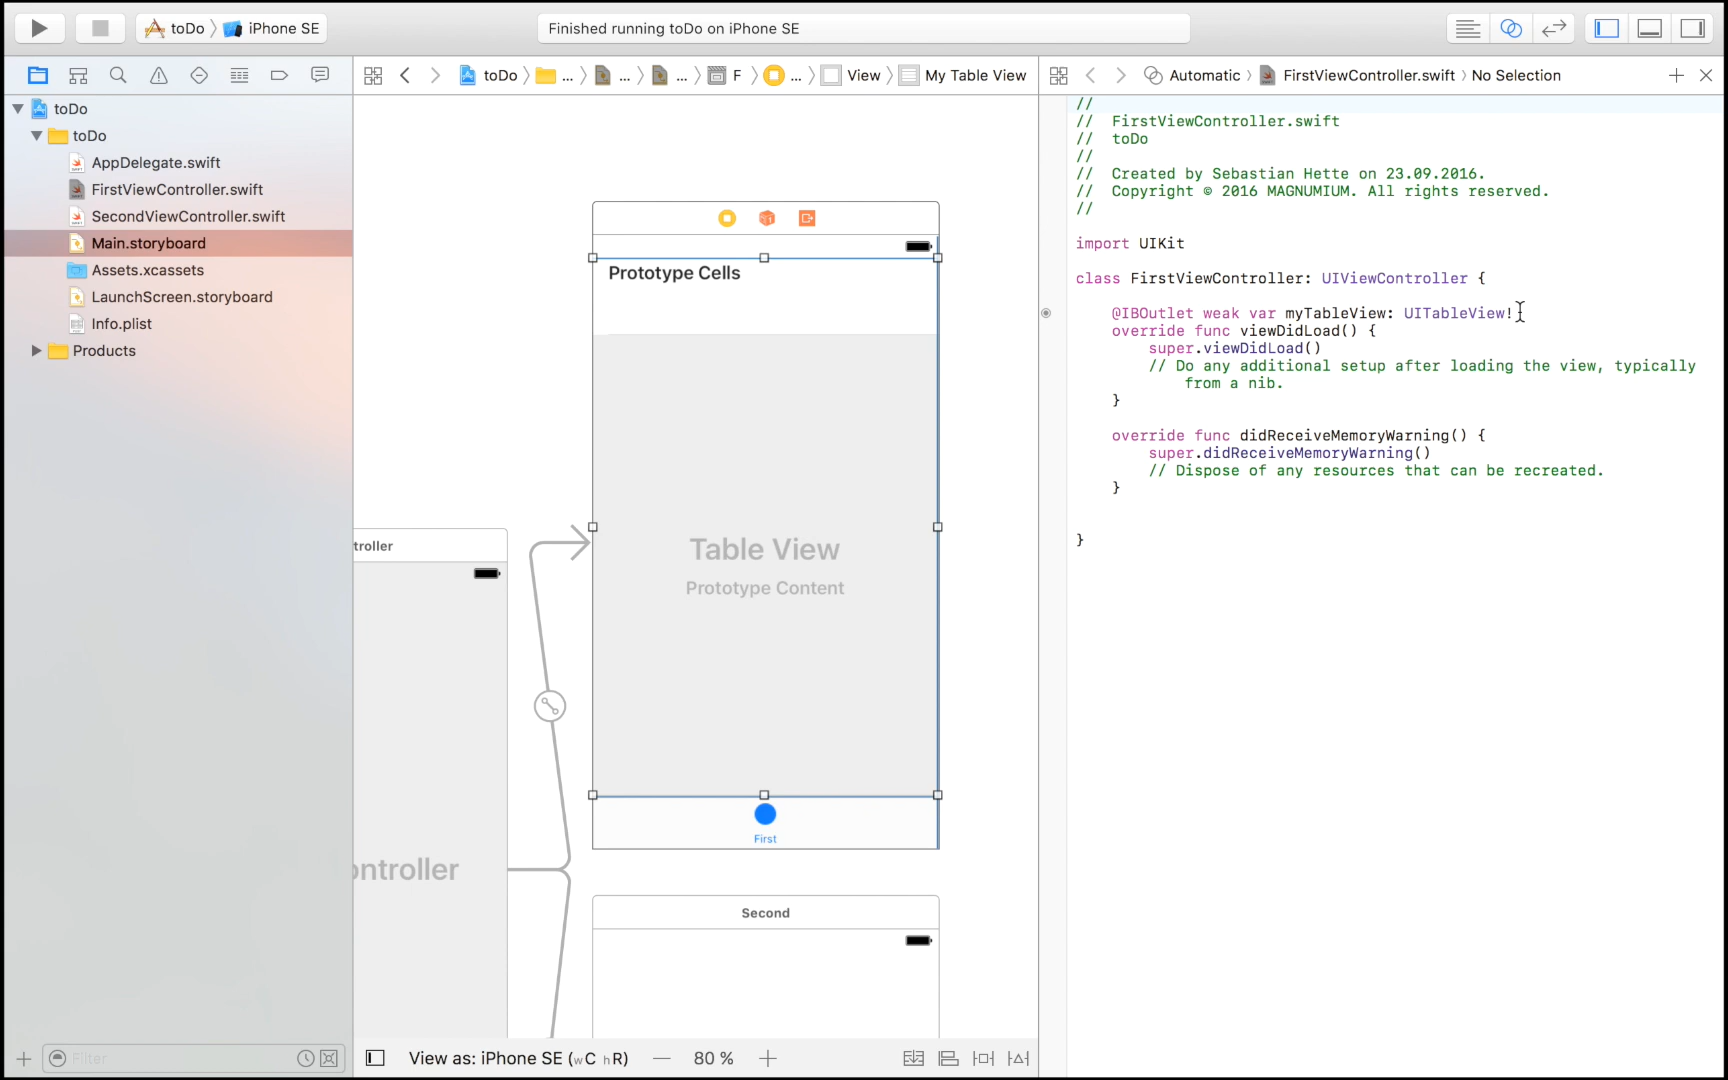 toDo 〉 iPhone SE
Finished running toDo on iPhone SE
toDo 〉 ... 〉 ... 〉 ... 〉 F 〉 ... 〉 View 〉 My Table View
Automatic 〉 FirstViewController.swift 〉 No Selection
toDo
toDo
AppDelegate.swift
FirstViewController.swift
SecondViewController.swift
Main.storyboard
Assets.xcassets
LaunchScreen.storyboard
Info.plist
Products
Filter
troller
ontroller
Prototype Cells
Table View
Prototype Content
First
Second
View as: iPhone SE (wC hR)
80 %
//
//  FirstViewController.swift
//  toDo
//
//  Created by Sebastian Hette on 23.09.2016.
//  Copyright © 2016 MAGNUMIUM. All rights reserved.
//
import UIKit
class FirstViewController: UIViewController {
@IBOutlet weak var myTableView: UITableView!
override func viewDidLoad() {
super.viewDidLoad()
// Do any additional setup after loading the view, typically
from a nib.
}
override func didReceiveMemoryWarning() {
super.didReceiveMemoryWarning()
// Dispose of any resources that can be recreated.
}
}